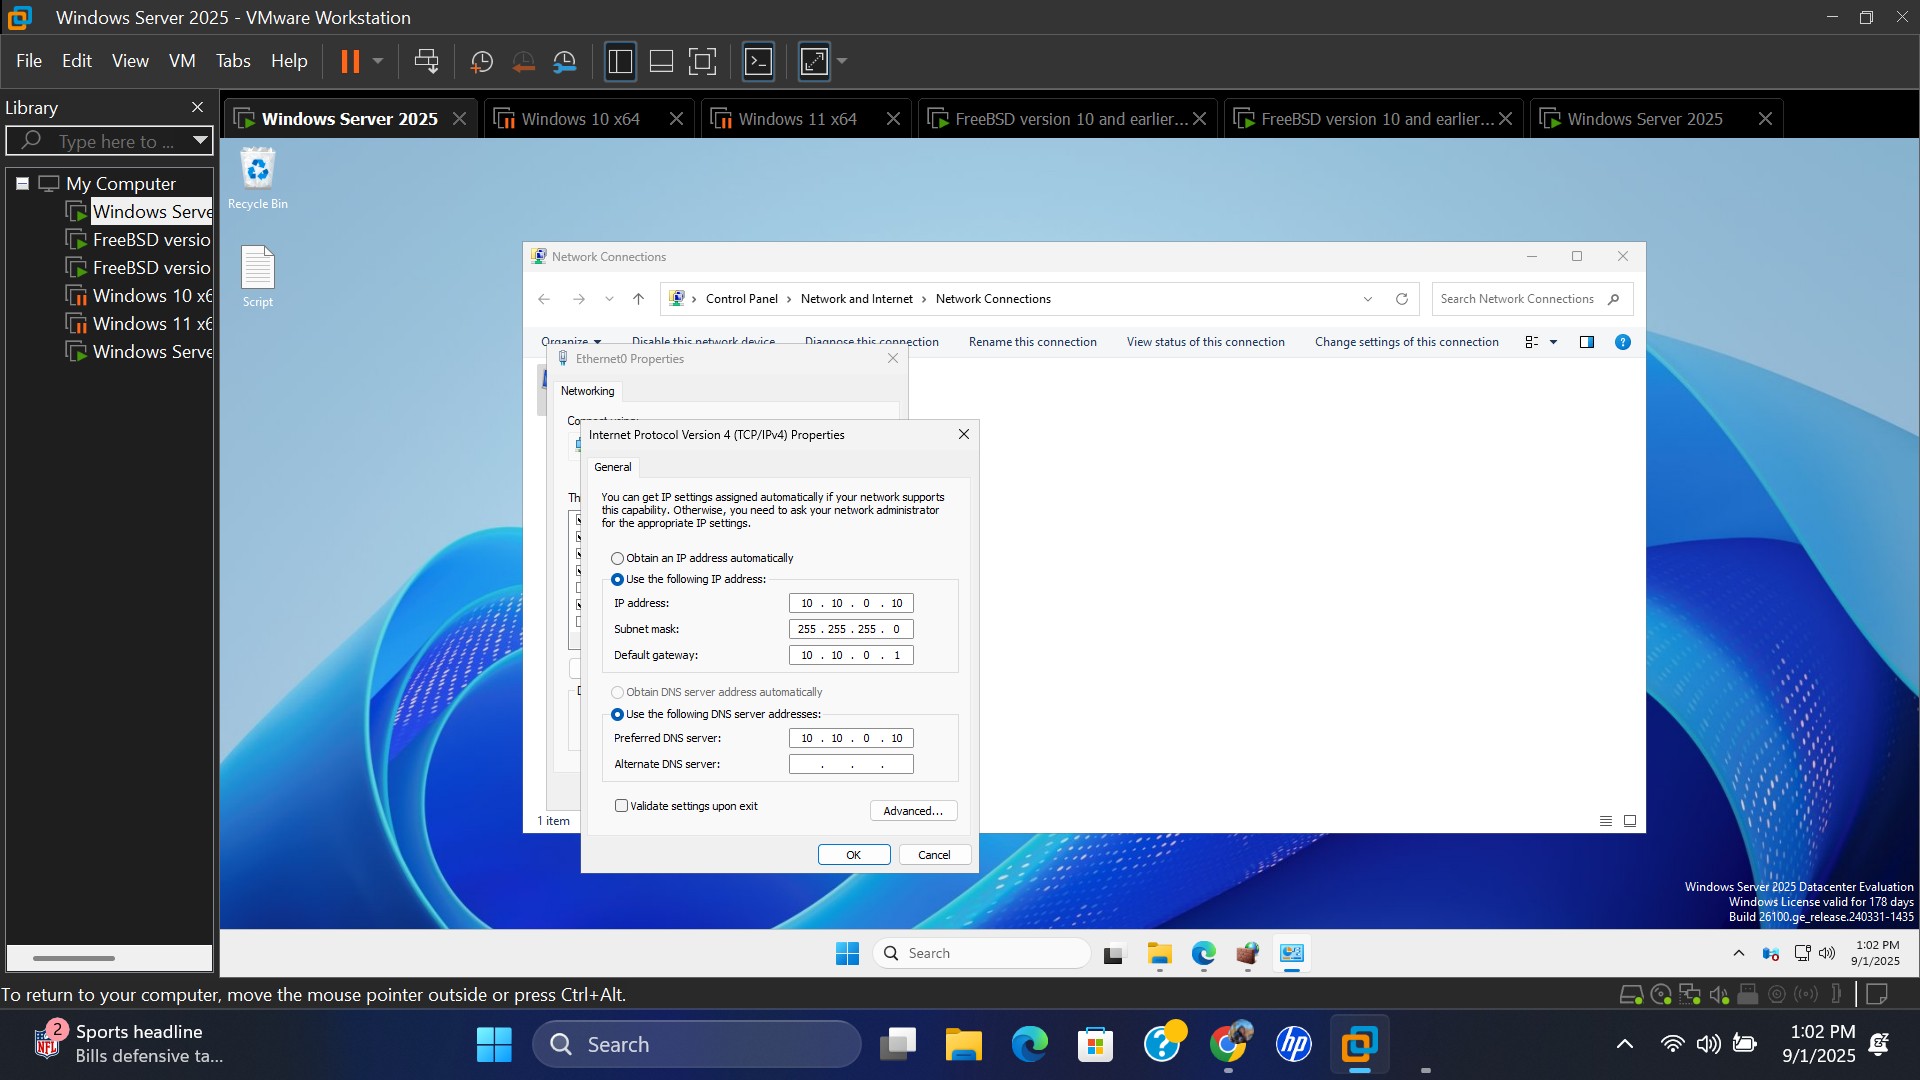 Windows Server 2025 - VMware Workstation
File Edit View VM Tabs Help
Library
Type here to ...
My Computer
Windows Serve
FreeBSD versio
FreeBSD versio
Windows 10 x6
Windows 11 x6
Windows Serve
Windows Server 2025
Windows 10 x64
Windows 11 x64
FreeBSD version 10 and earlier...
FreeBSD version 10 and earlier...
Windows Server 2025
Recycle Bin
Script
Network Connections
Control Panel > Network and Internet > Network Connections
Search Network Connections
Organize Disable this network device Diagnose this connection Rename this connection View status of this connection Change settings of this connection
Ethernet0 Properties
Networking
Connect using:
Th
Internet Protocol Version 4 (TCP/IPv4) Properties
General
You can get IP settings assigned automatically if your network supports
this capability. Otherwise, you need to ask your network administrator
for the appropriate IP settings.
Obtain an IP address automatically
Use the following IP address:
IP address: 10 . 10 . 0 . 10
Subnet mask: 255 . 255 . 255 . 0
Default gateway: 10 . 10 . 0 . 1
Obtain DNS server address automatically
Use the following DNS server addresses:
Preferred DNS server: 10 . 10 . 0 . 10
Alternate DNS server: . . .
Validate settings upon exit
Advanced...
OK Cancel
1 item
Windows Server 2025 Datacenter Evaluation
Windows License valid for 178 days
Build 26100.ge_release.240331-1435
Search
1:02 PM
9/1/2025
To return to your computer, move the mouse pointer outside or press Ctrl+Alt.
2
NFL
Sports headline
Bills defensive ta...
Search
hp
1:02 PM
9/1/2025